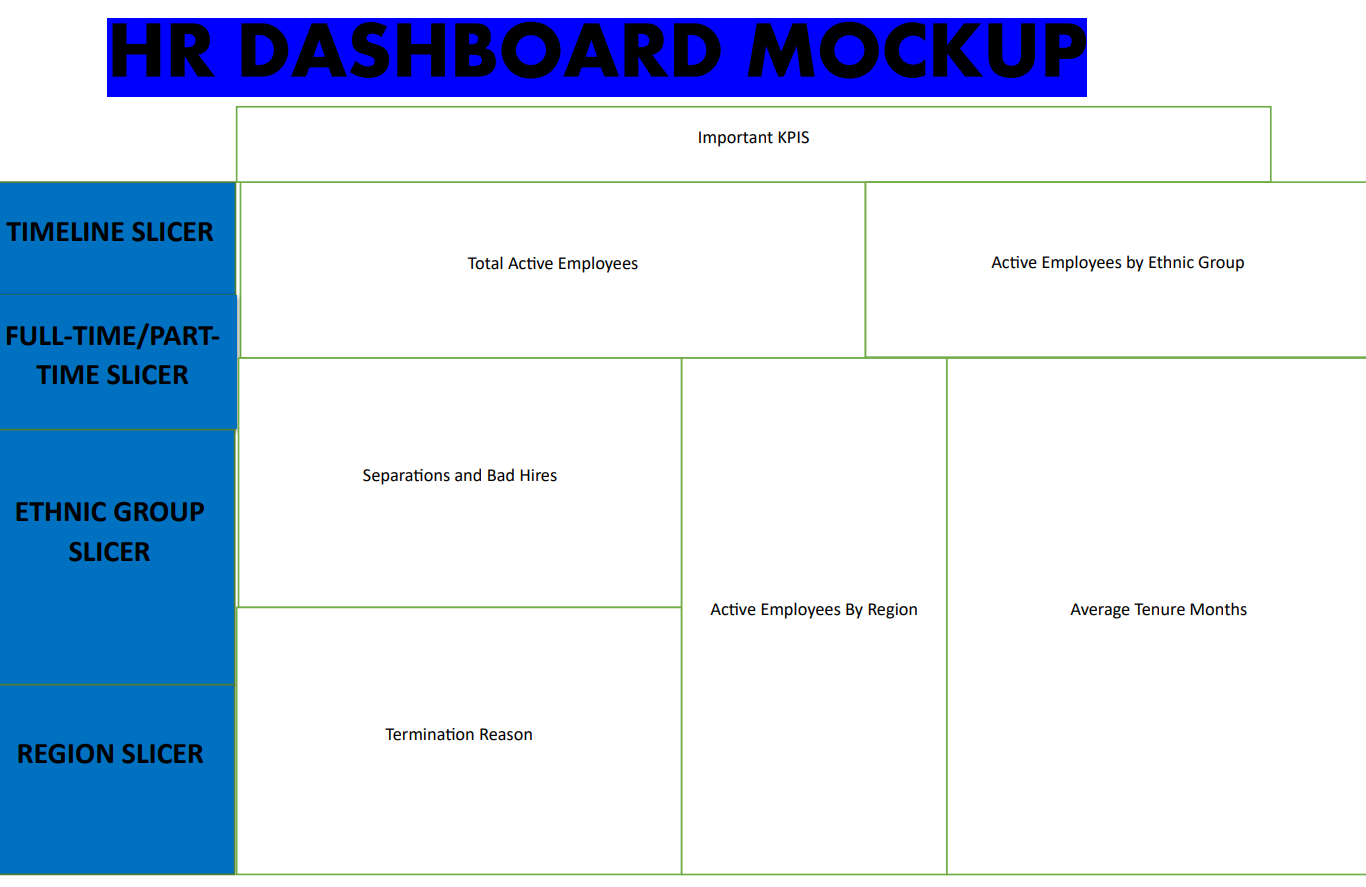 HR DASHBOARD MOCKUP
Important KPIS
TIMELINE SLICER
Total Active Employees
Active Employees by Ethnic Group
FULL-TIME/PART-
TIME SLICER
Separations and Bad Hires
ETHNIC GROUP
SLICER
Active Employees By Region
Average Tenure Months
Termination Reason
REGION SLICER